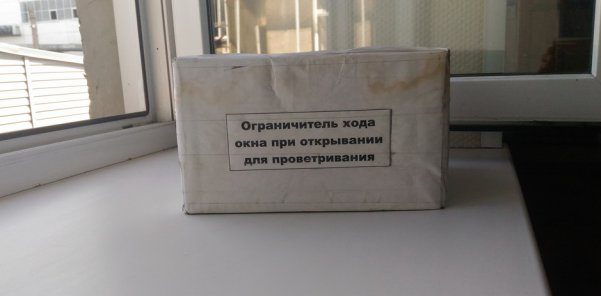 Ограничитель хода
окна при открывании
для проветривания